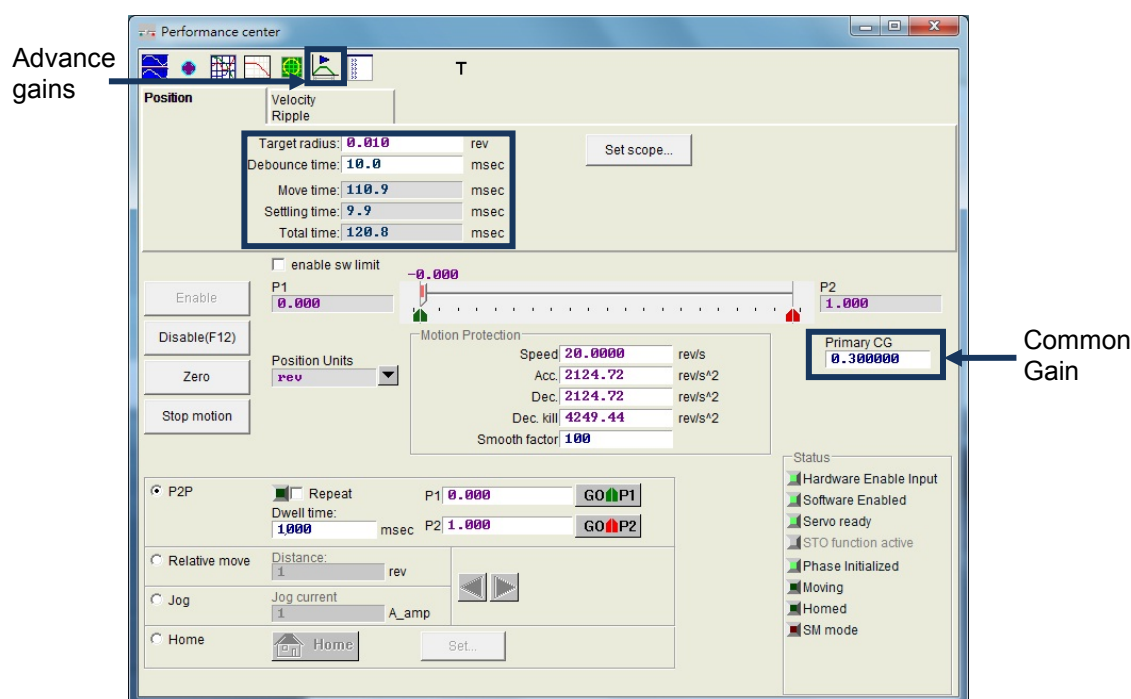 Performance center
Advance
gains
T
Position
Velocity
Ripple
Target radius: 0.010 rev
Set scope...
Debounce time: 10.0 msec
Move time: 110.9 msec
Settling time: 9.9 msec
Total time: 120.8 msec
enable sw limit
-0.000
Enable
P1
0.000
P2
1.000
Disable(F12)
Motion Protection
Speed 20.0000 rev/s
Primary CG
0.300000
Common
Gain
Position Units
rev
Zero
Acc. 2124.72 rev/s^2
Dec. 2124.72 rev/s^2
Stop motion
Dec. kill 4249.44 rev/s^2
Smooth factor 100
Status
Hardware Enable Input
Software Enabled
Servo ready
STO function active
Phase Initialized
Moving
Homed
SM mode
P2P
Repeat
P1 0.000 GO P1
Dwell time:
1000 msec
P2 1.000 GO P2
Relative move
Distance:
1 rev
Jog
Jog current
1 A_amp
Home
Home
Set...